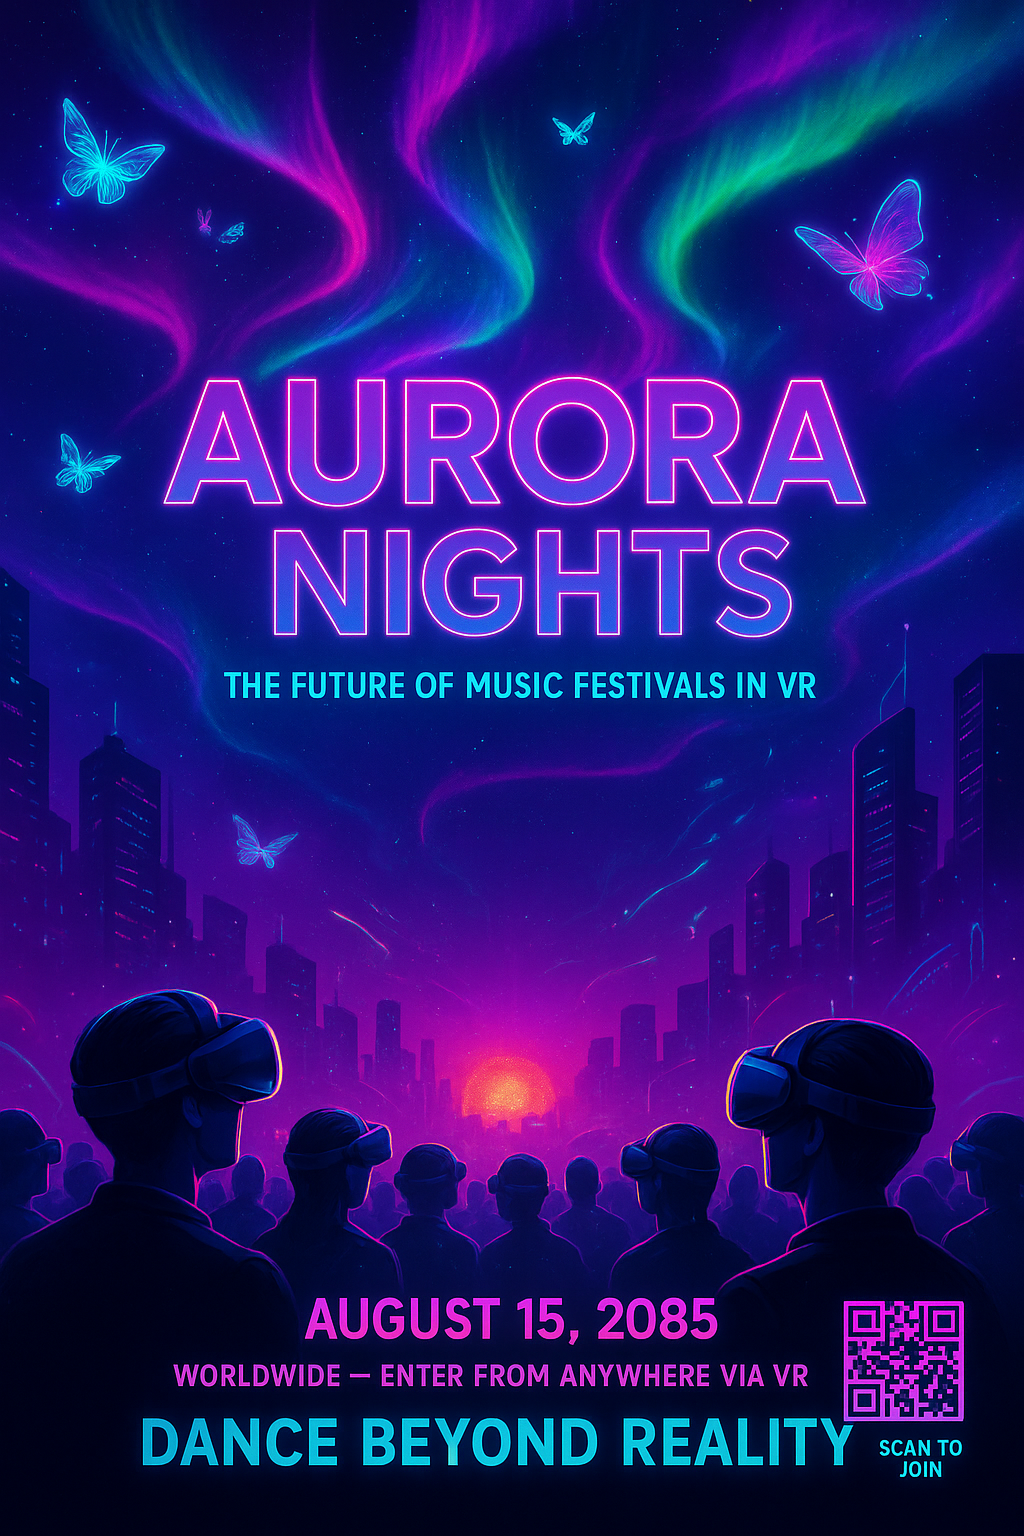 AURORA
NIGHTS
THE FUTURE OF MUSIC FESTIVALS IN VR
AUGUST 15, 2085
WORLDWIDE — ENTER FROM ANYWHERE VIA VR
DANCE BEYOND REALITY
SCAN TO
JOIN